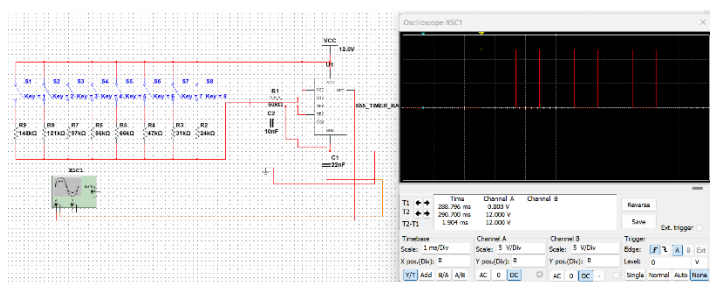 Oscilloscope-XSC1
VCC
12.0V
U1
S1 S2 S3 S4 S5 S6 S7 S8
Key = 1 Key = 2 Key = 3 Key = 4 Key = 5 Key = 6 Key = 7 Key = 8
R1
50kΩ
555_TIMER_RA
C2
10nF
R9 R8 R7 R6 R5 R4 R3 R2
148kΩ 121kΩ 97kΩ 66kΩ 47kΩ 31kΩ 24kΩ
C1
22nF
XSC1
Time Channel A Channel B
T1 288.796 ms 0.000 V
T2 290.700 ms 12.000 V
T2-T1 1.904 ms 12.000 V
Reverse
Save
Ext. trigger
Timebase Channel A Channel B Trigger
Scale: 1 ms/Div Scale: 5 V/Div Scale: 5 V/Div Edge: A B Ext
X pos.(Div): 0 Y pos.(Div): 0 Y pos.(Div): 0 Level: 0 V
Y/T Add B/A A/B AC 0 DC AC 0 DC - Single Normal Auto None